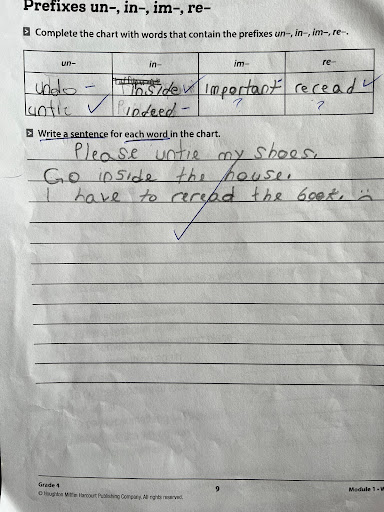 Prefixes un-, in-, im-, re-
Complete the chart with words that contain the prefixes un-, in-, im-, re-.
un- in- im- re-
undo - inside ✓ important - reread ✓
untie ✓ indeed - ? ?
Write a sentence for each word in the chart.
Please untie my shoes.
Go inside the house.
I have to reread the book. ☹
Grade 4
© Houghton Mifflin Harcourt Publishing Company. All rights reserved.
9
Module 1 •